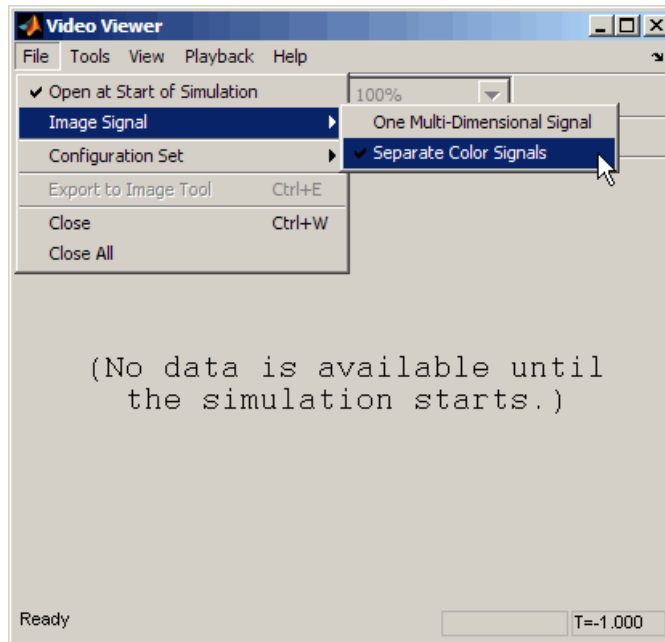 Video Viewer
File Tools View Playback Help
Open at Start of Simulation
100%
Image Signal
One Multi-Dimensional Signal
Separate Color Signals
Configuration Set
Export to Image Tool Ctrl+E
Close Ctrl+W
Close All
(No data is available until
the simulation starts.)
Ready
T=-1.000